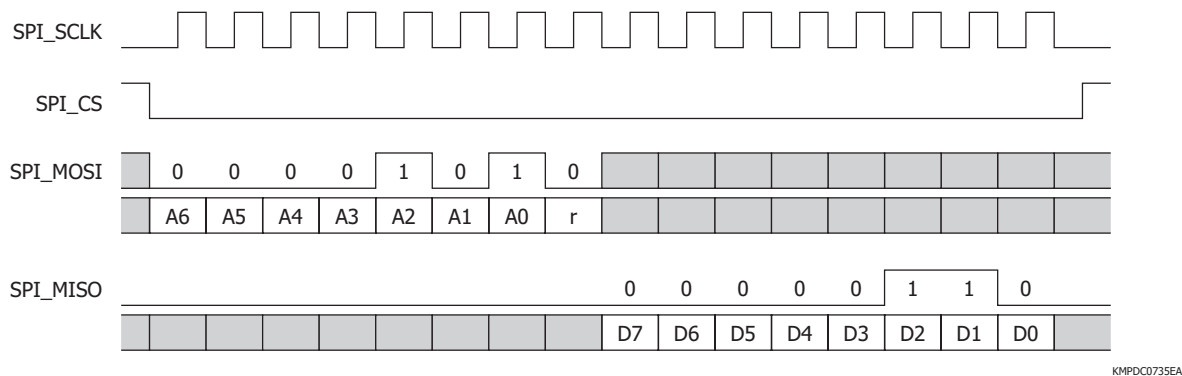 SPI_SCLK
SPI_CS
SPI_MOSI 0 0 0 0 1 0 1 0
A6 A5 A4 A3 A2 A1 A0 r
SPI_MISO 0 0 0 0 0 1 1 0
D7 D6 D5 D4 D3 D2 D1 D0
KMPDC0735EA